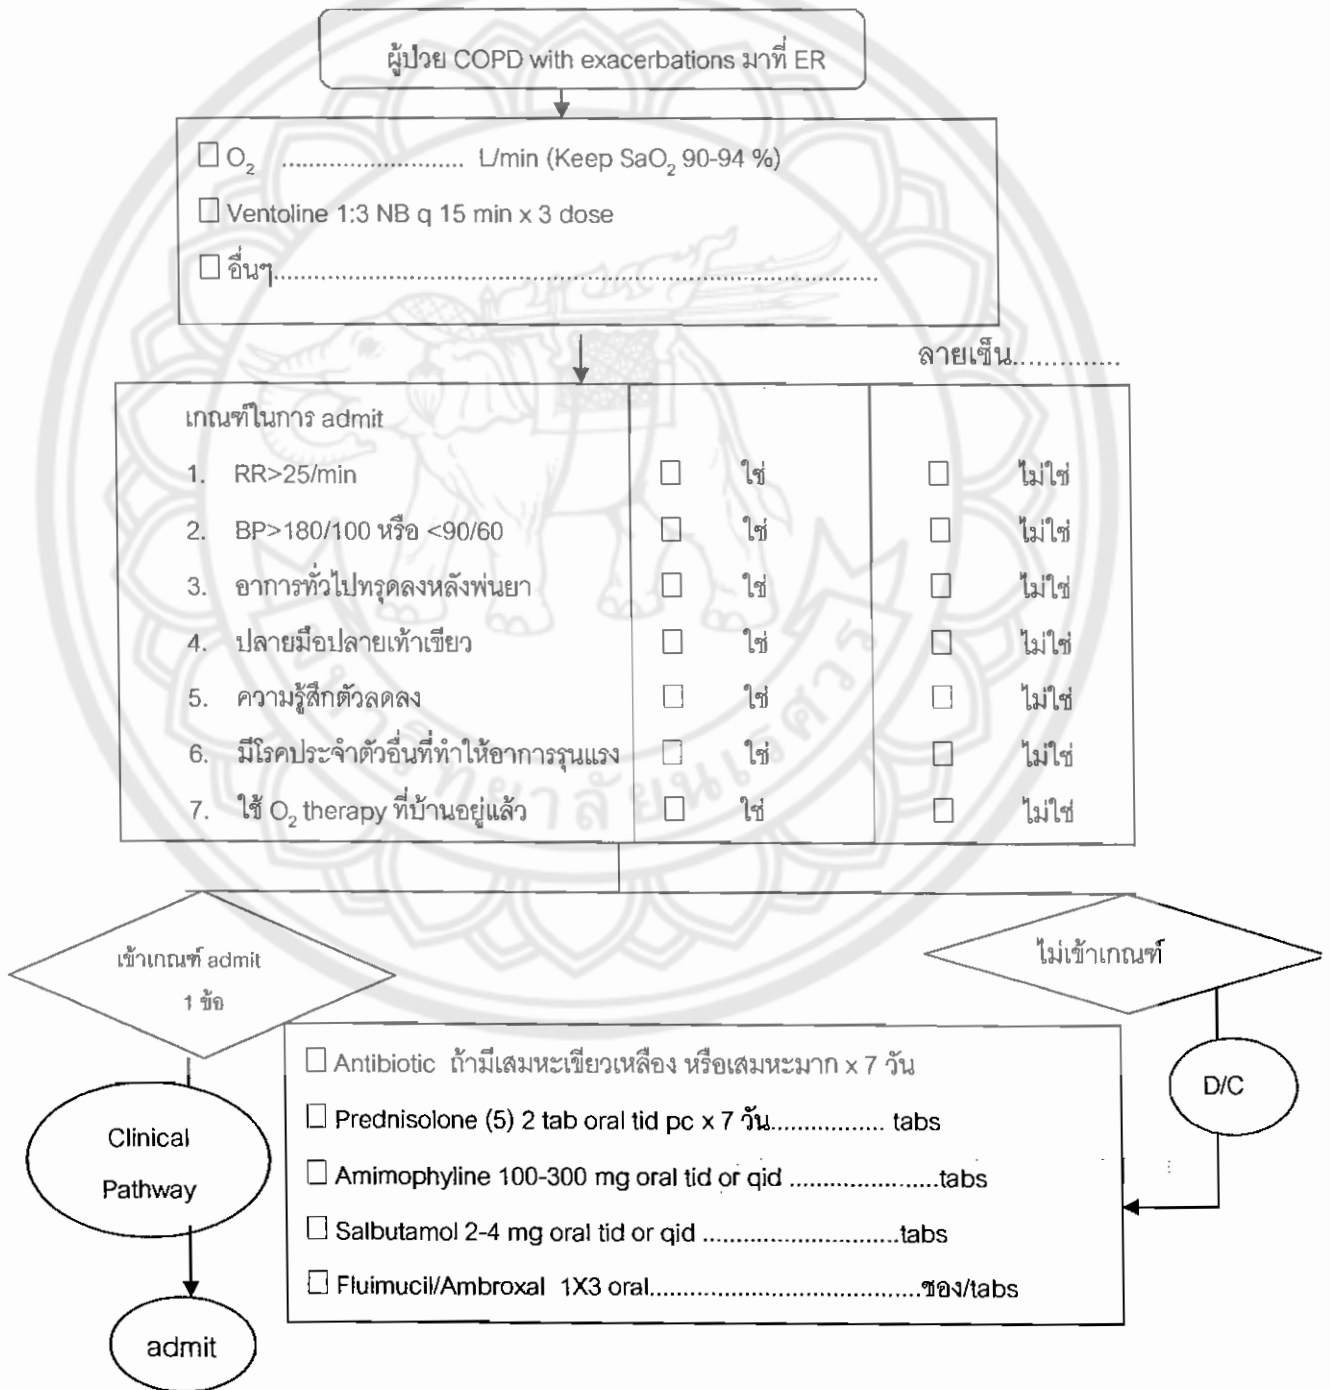 ผู้ป่วย COPD with exacerbations มาที่ ER
☐ O₂ ......................... L/min (Keep SaO₂ 90-94 %)
☐ Ventoline 1:3 NB q 15 min x 3 dose
☐ อื่นๆ....................................................................................
ลายเซ็น..............
เกณฑ์ในการ admit
1. RR>25/min ☐ ใช่ ☐ ไม่ใช่
2. BP>180/100 หรือ <90/60 ☐ ใช่ ☐ ไม่ใช่
3. อาการทั่วไปทรุดลงหลังพ่นยา ☐ ใช่ ☐ ไม่ใช่
4. ปลายมือปลายเท้าเขียว ☐ ใช่ ☐ ไม่ใช่
5. ความรู้สึกตัวลดลง ☐ ใช่ ☐ ไม่ใช่
6. มีโรคประจำตัวอื่นที่ทำให้อาการรุนแรง ☐ ใช่ ☐ ไม่ใช่
7. ใช้ O₂ therapy ที่บ้านอยู่แล้ว ☐ ใช่ ☐ ไม่ใช่
มหาวิทยาลัยนเรศวร
เข้าเกณฑ์ admit
1 ข้อ
ไม่เข้าเกณฑ์
Clinical
Pathway
admit
☐ Antibiotic ถ้ามีเสมหะเขียวเหลือง หรือเสมหะมาก x 7 วัน
☐ Prednisolone (5) 2 tab oral tid pc x 7 วัน................. tabs
☐ Amimophyline 100-300 mg oral tid or qid ......................tabs
☐ Salbutamol 2-4 mg oral tid or qid .............................tabs
☐ Fluimucil/Ambroxal 1X3 oral........................................ซอง/tabs
D/C